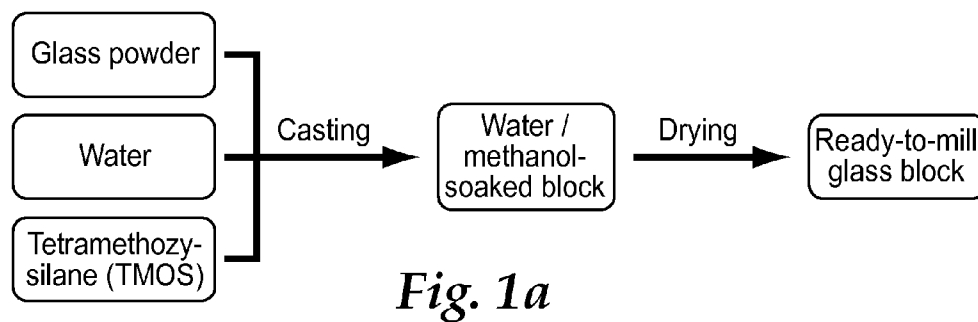 Glass powder
Water
Tetramethozy-
silane (TMOS)
Casting
Water /
methanol-
soaked block
Drying
Ready-to-mill
glass block
Fig. 1a